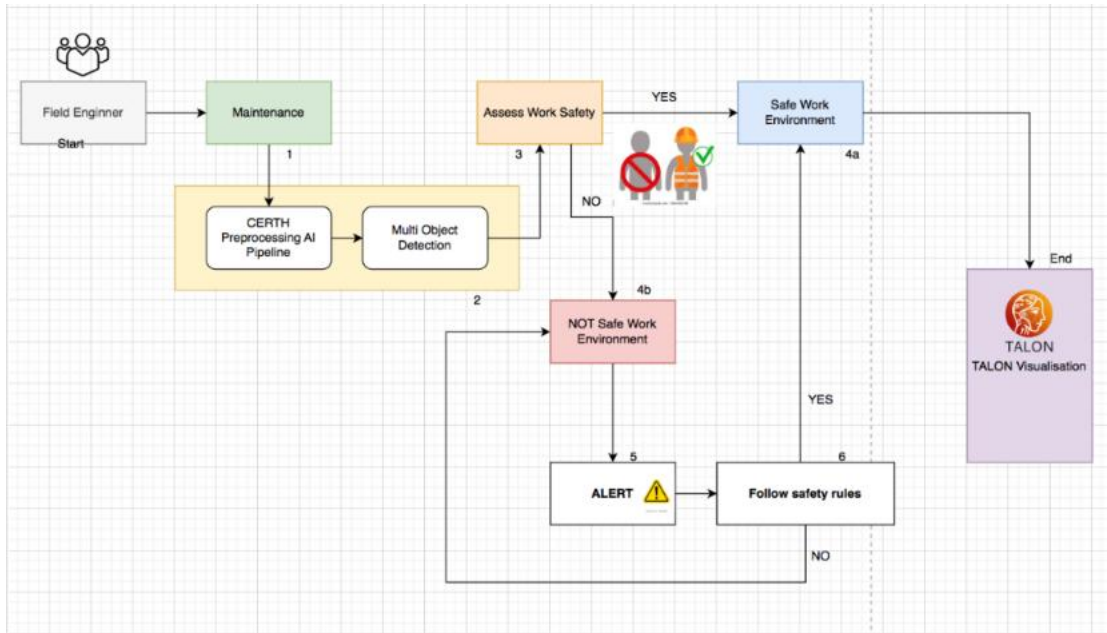 Field Enginner
Start
Maintenance
1
CERTH
Preprocessing AI
Pipeline
Multi Object
Detection
2
Assess Work Safety
3
YES
NO
Safe Work
Environment
4a
4b
NOT Safe Work
Environment
5
ALERT
6
Follow safety rules
YES
NO
End
TALON
TALON Visualisation